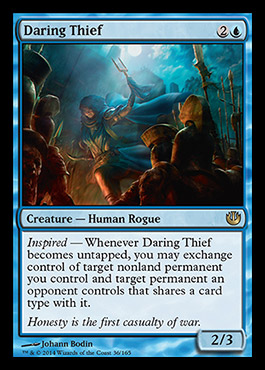 Daring Thief 2
Creature — Human Rogue
Inspired — Whenever Daring Thief
becomes untapped, you may exchange
control of target nonland permanent
you control and target permanent an
opponent controls that shares a card
type with it.
Honesty is the first casualty of war.
Johann Bodin
™ & © 2014 Wizards of the Coast 36/165
2/3